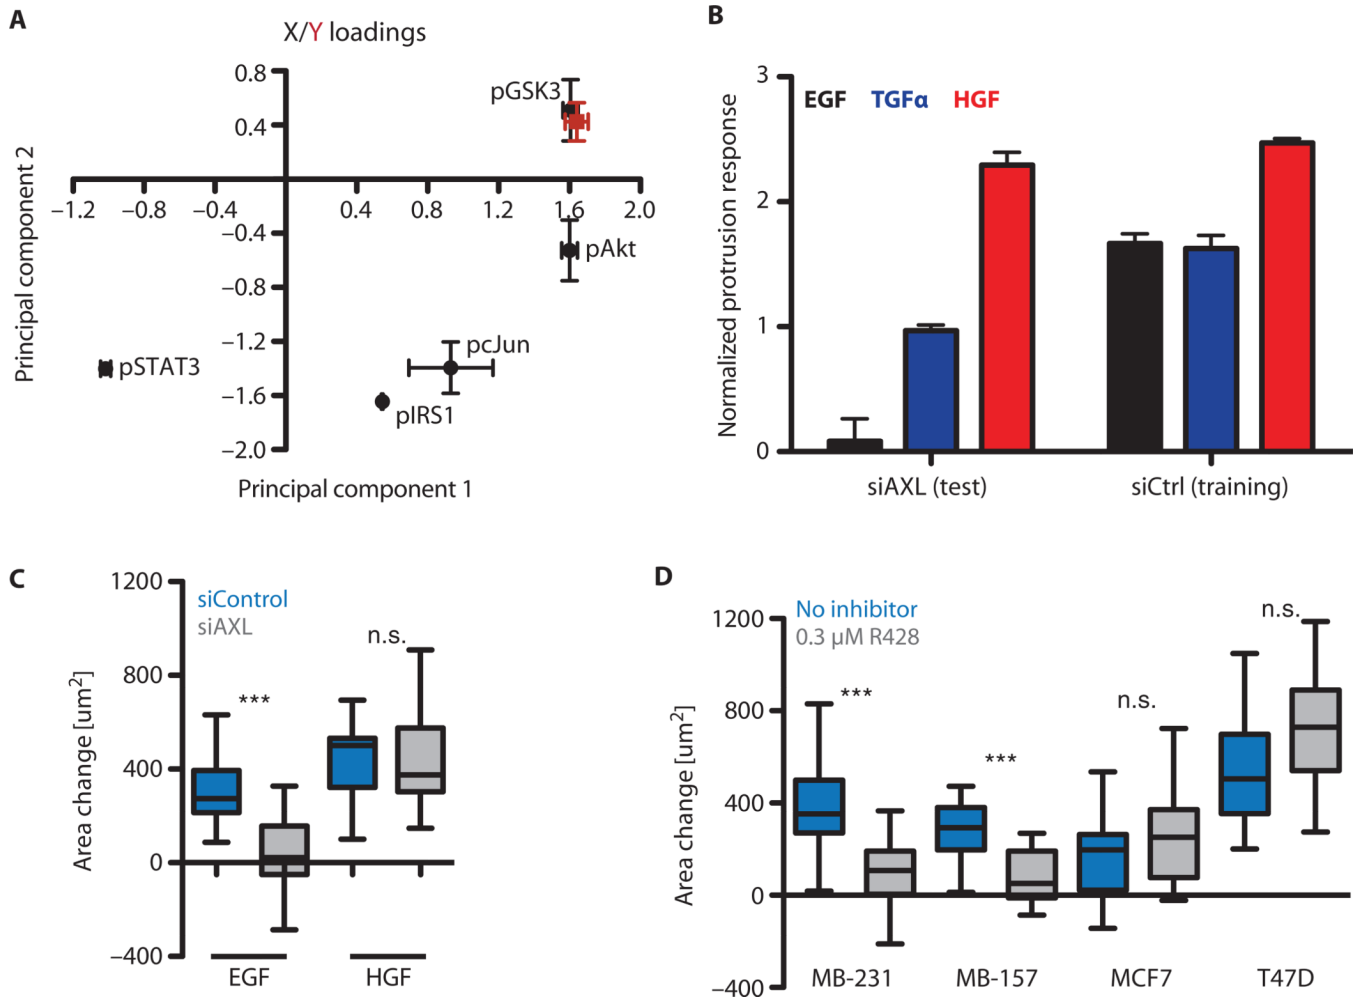 A
X/Y loadings
0.8
0.4
−0.4
−0.8
−1.2
−1.6
−2.0
−1.2
−0.8
−0.4
0.4
0.8
1.2
1.6
2.0
pGSK3
pAkt
pcJun
pIRS1
pSTAT3
Principal component 2
Principal component 1
B
EGF TGFα HGF
3
2
1
0
Normalized protrusion response
siAXL (test)
siCtrl (training)
C
siControl
siAXL
1200
800
400
0
−400
Area change [um²]
***
n.s.
EGF
HGF
D
No inhibitor
0.3 µM R428
1200
800
400
0
−400
Area change [um²]
***
***
n.s.
n.s.
MB-231
MB-157
MCF7
T47D